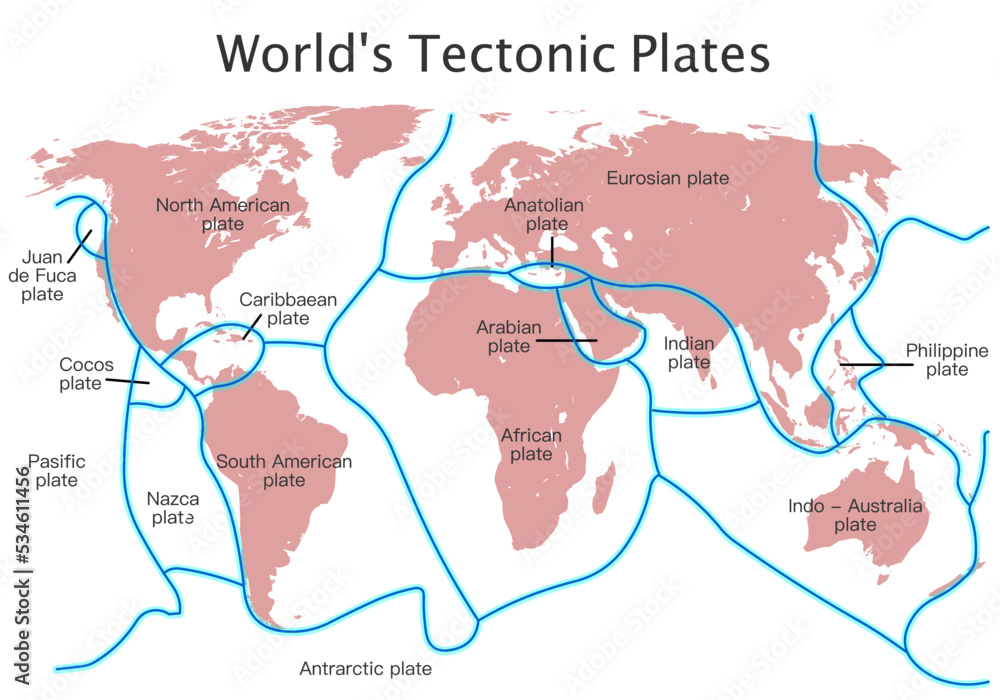 World's Tectonic Plates
North American
plate
Eurosian plate
Anatolian
plate
Juan
de Fuca
plate
Caribbaean
plate
Arabian
plate
Indian
plate
Philippine
plate
Cocos
plate
African
plate
Pasific
plate
South American
plate
Nazca
plate
Indo – Australia
plate
Antrarctic plate
Adobe Stock | #534611456
Adobe Stock